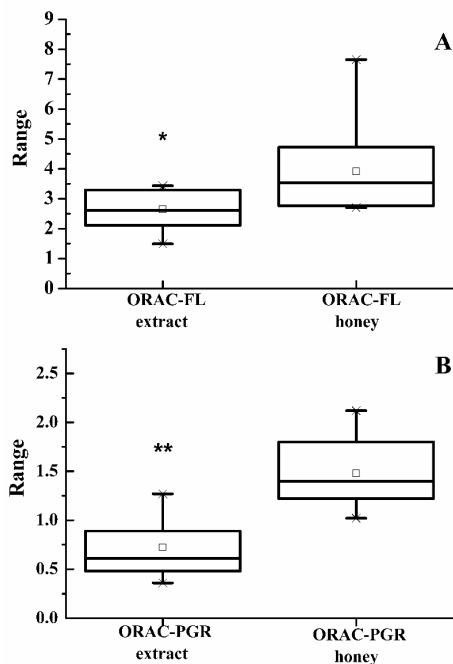 A
9
8
7
6
5
4
3
2
1
0
Range
*
ORAC-FL
extract
ORAC-FL
honey
B
2.5
2.0
1.5
1.0
0.5
0.0
Range
**
ORAC-PGR
extract
ORAC-PGR
honey